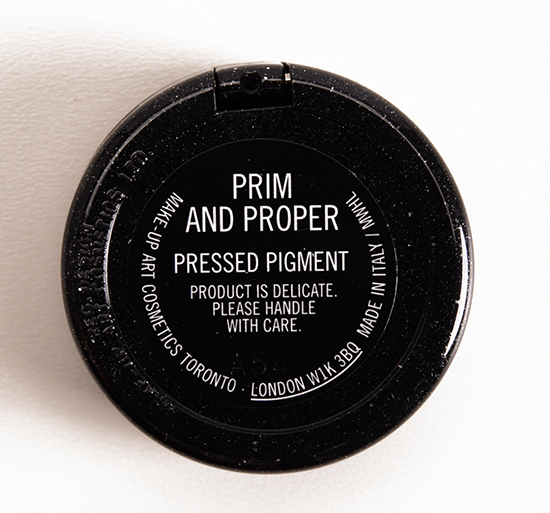 PRIM
AND PROPER
PRESSED PIGMENT
PRODUCT IS DELICATE.
PLEASE HANDLE
WITH CARE.
A54
MAKE-UP ART COSMETICS TORONTO · LONDON W1K 3BQ MADE IN ITALY / MWHL